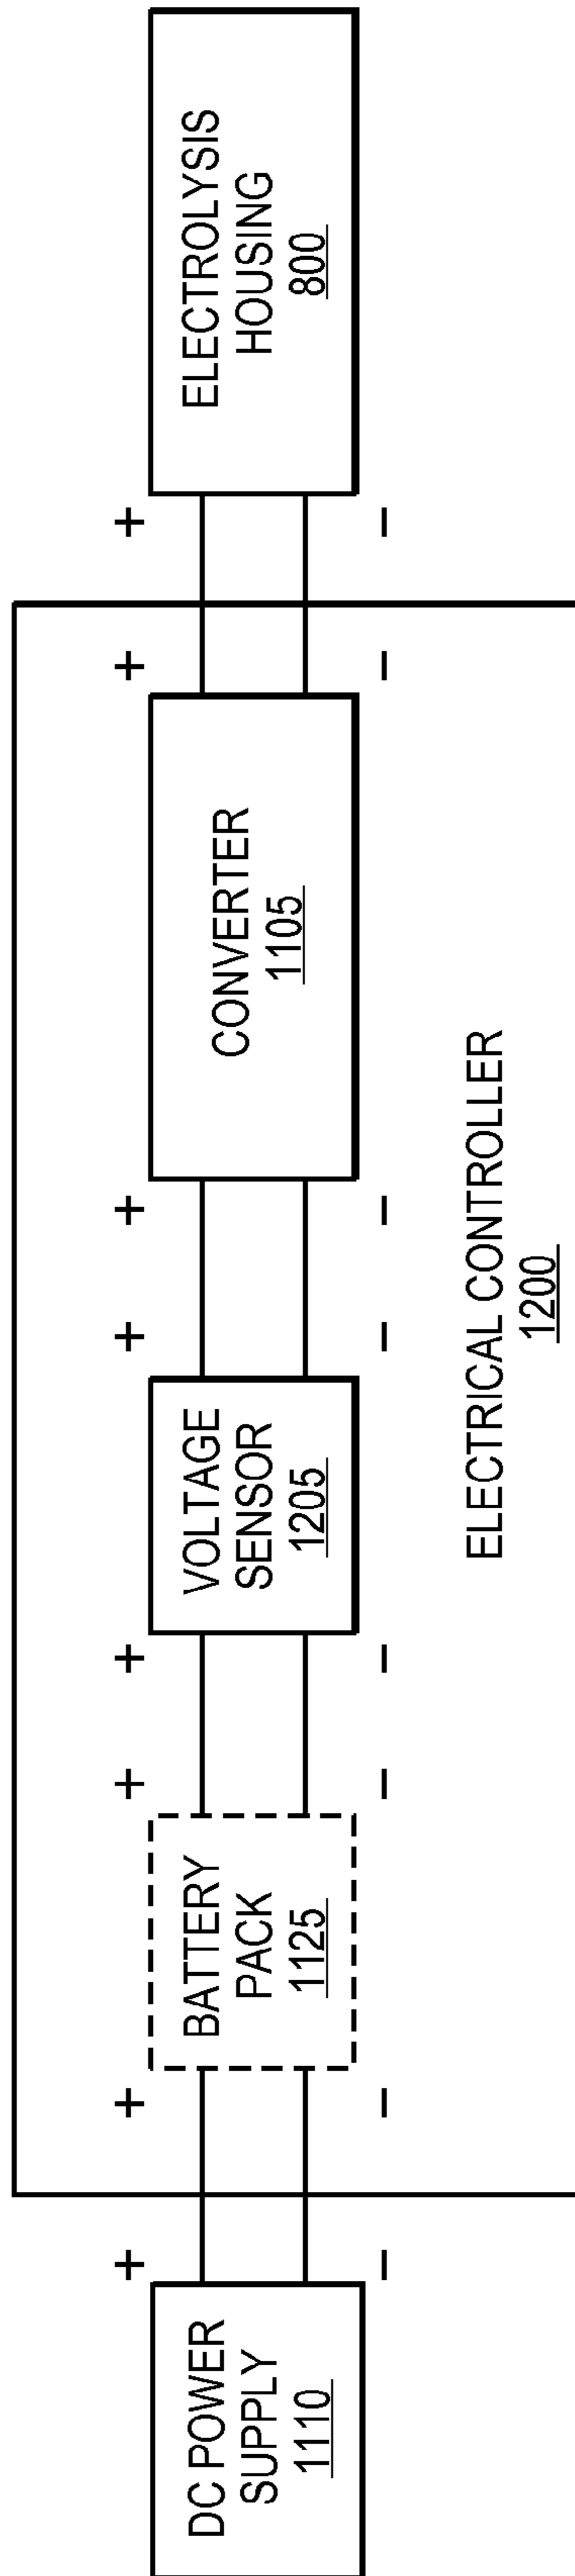 DC POWER
SUPPLY
1110
+ +
- -
BATTERY
PACK
1125
+ +
- -
VOLTAGE
SENSOR
1205
+ +
- -
CONVERTER
1105
+ +
- -
ELECTROLYSIS
HOUSING
800
ELECTRICAL CONTROLLER
1200